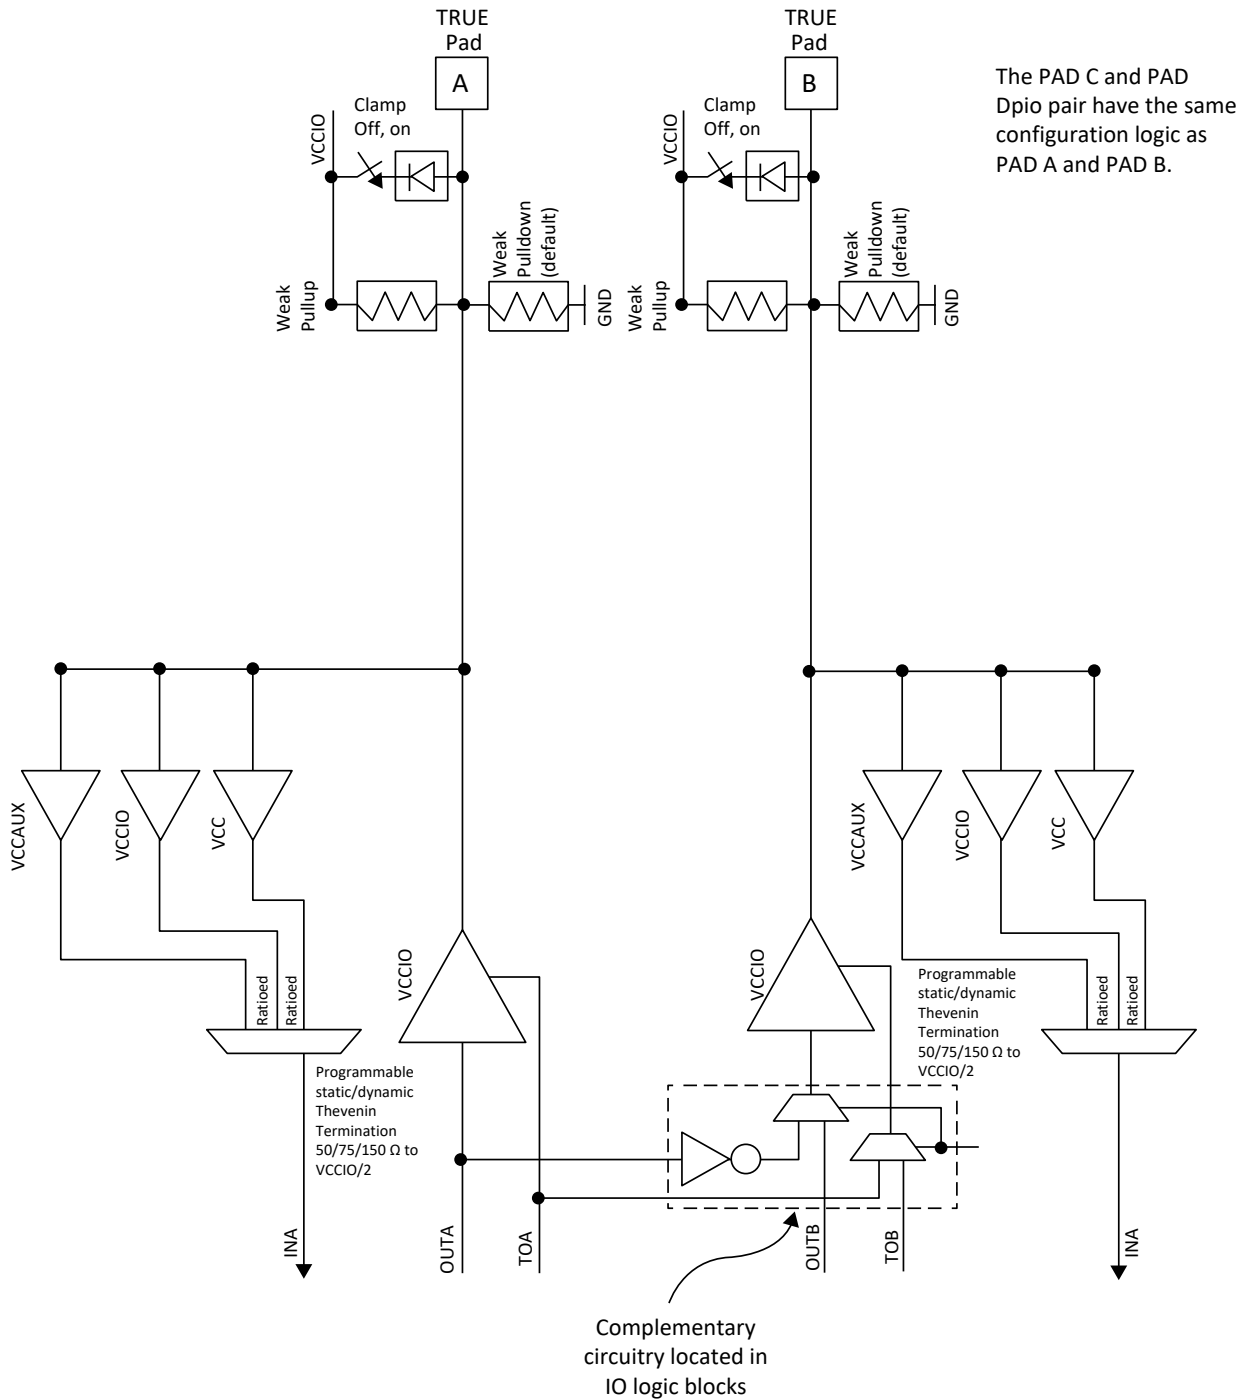 TRUE
Pad
A
TRUE
Pad
B
The PAD C and PAD
Dpio pair have the same
configuration logic as
PAD A and PAD B.
VCCIO
Clamp
Off, on
Weak
Pulldown
(default)
Weak
Pullup
GND
VCCIO
Clamp
Off, on
Weak
Pulldown
(default)
Weak
Pullup
GND
VCCAUX
VCCIO
VCC
VCCAUX
VCCIO
VCC
Ratioed
Ratioed
VCCIO
VCCIO
Programmable
static/dynamic
Thevenin
Termination
50/75/150 Ω to
VCCIO/2
Ratioed
Ratioed
Programmable
static/dynamic
Thevenin
Termination
50/75/150 Ω to
VCCIO/2
INA
OUTA
TOA
OUTB
TOB
INA
Complementary
circuitry located in
IO logic blocks